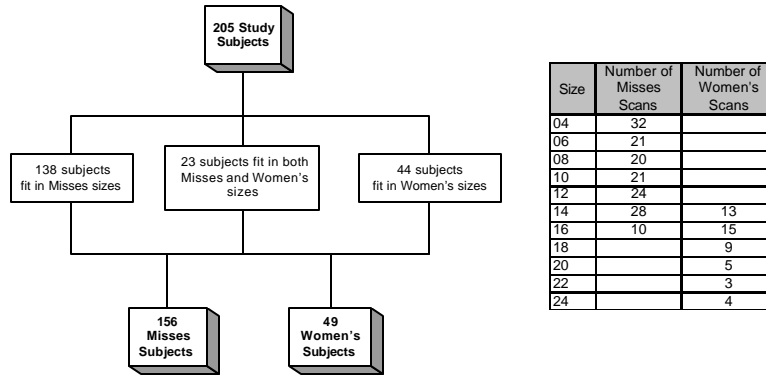 205 Study
Subjects
138 subjects
fit in Misses sizes
23 subjects fit in both
Misses and Women's
sizes
44 subjects
fit in Women's sizes
156
Misses
Subjects
49
Women's
Subjects
Size Number of Misses Scans Number of Women's Scans
04 32
06 21
08 20
10 21
12 24
14 28 13
16 10 15
18 9
20 5
22 3
24 4